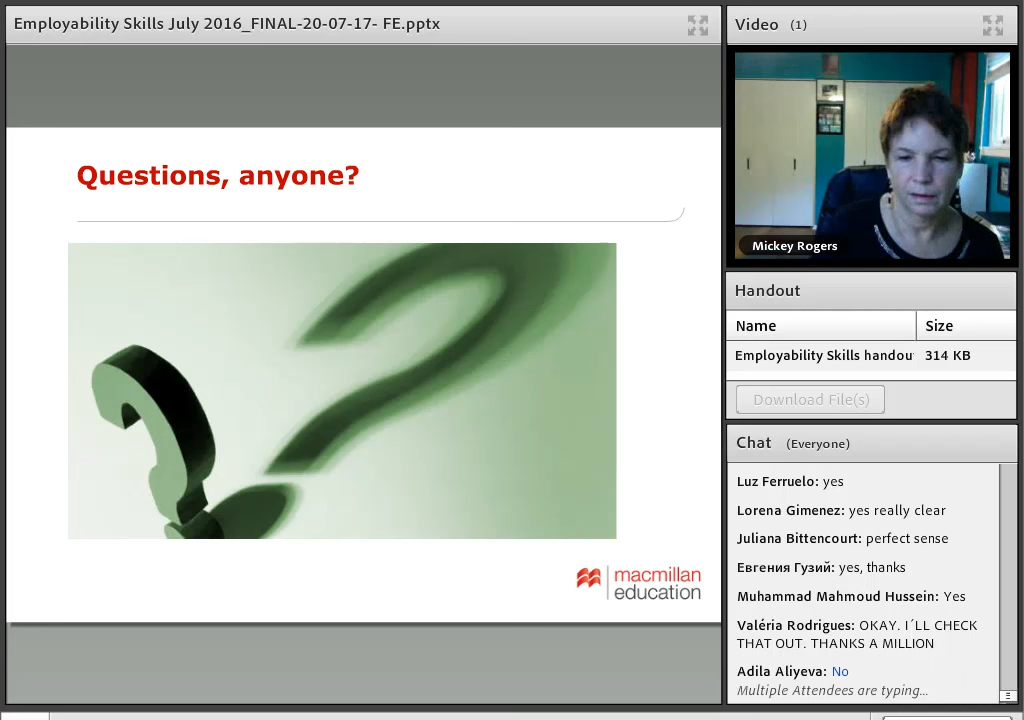 Employability Skills July 2016_FINAL-20-07-17- FE.pptx
Questions, anyone?
macmillan
education
Video (1)
Mickey Rogers
Handout
Name Size
Employability Skills handou 314 KB
Download File(s)
Chat (Everyone)
Luz Ferruelo: yes
Lorena Gimenez: yes really clear
Juliana Bittencourt: perfect sense
Евгения Гузий: yes, thanks
Muhammad Mahmoud Hussein: Yes
Valéria Rodrigues: OKAY. I´LL CHECK
THAT OUT. THANKS A MILLION
Adila Aliyeva: No
Multiple Attendees are typing...